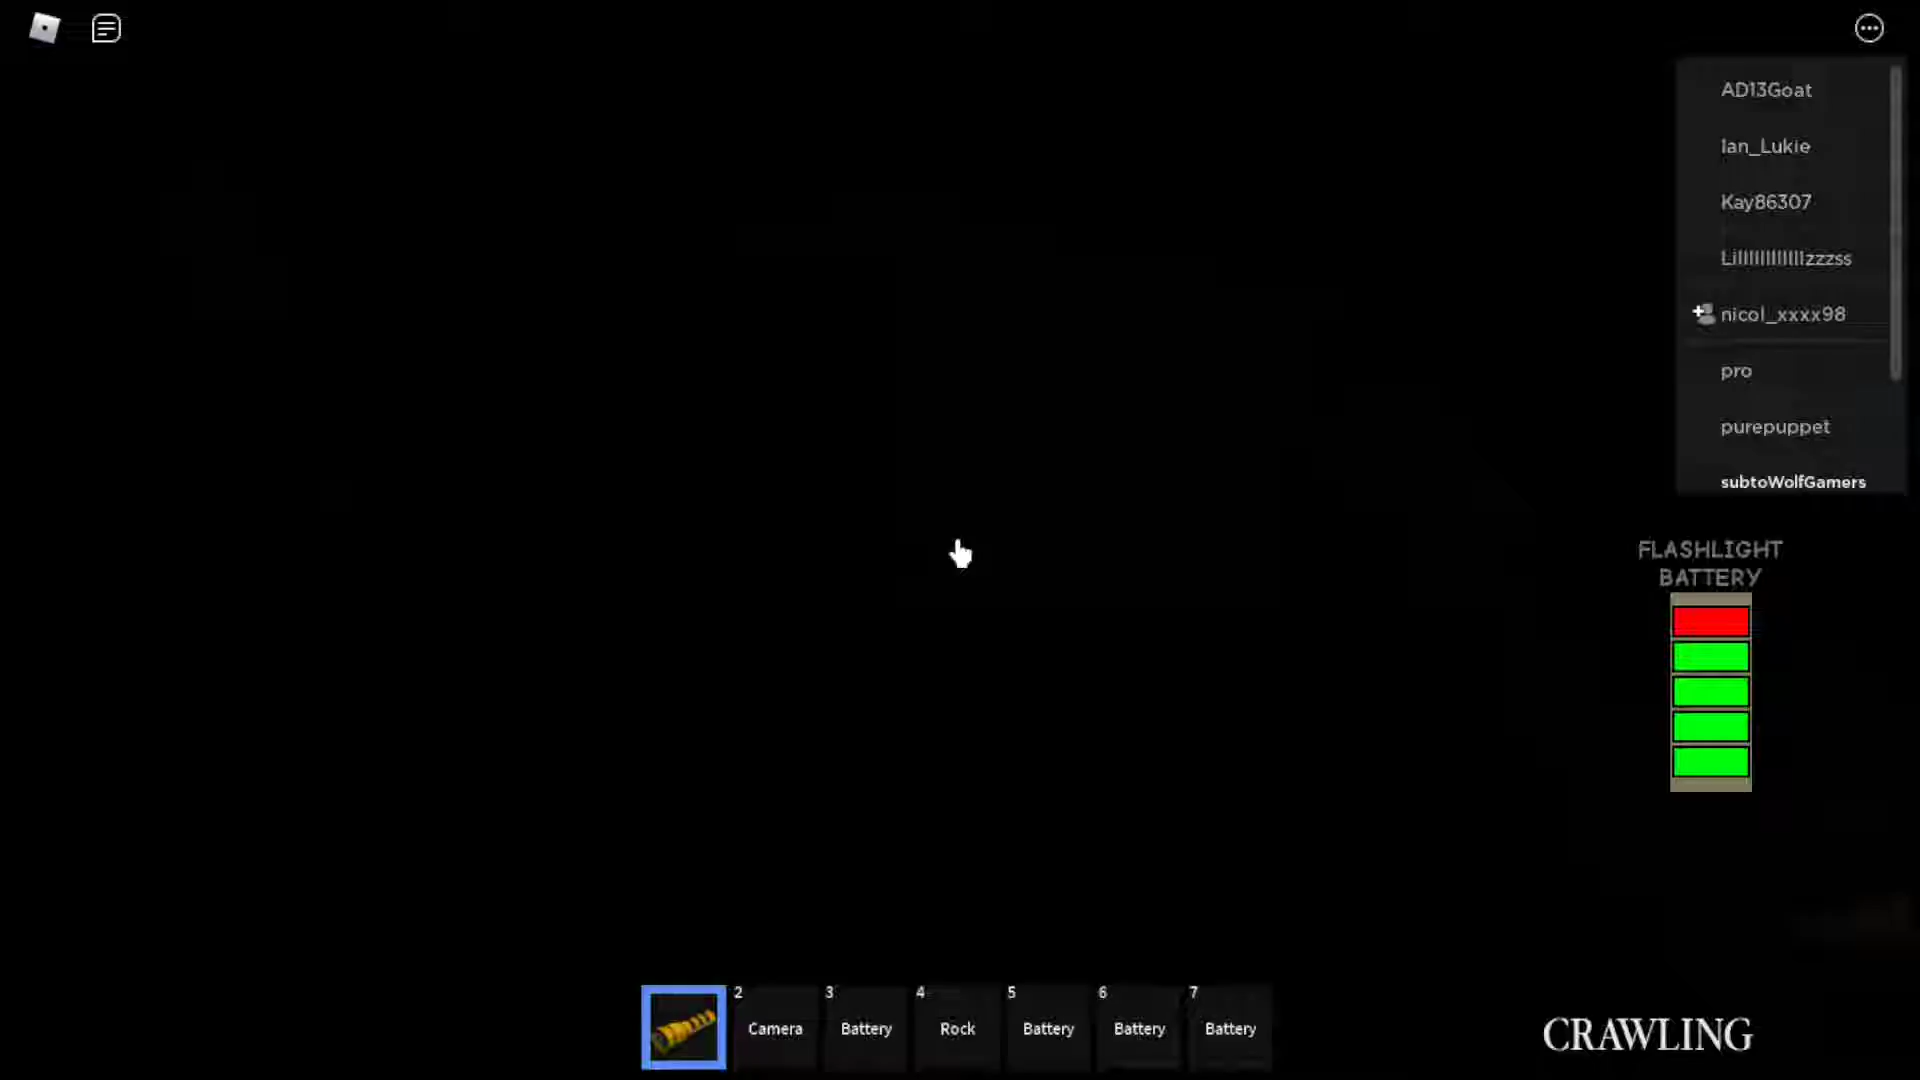 AD13Goat
Ian_Lukie
Kay86307
nicol_xxxx98
pro
purepuppet
subtoWolfGamers
FLASHLIGHT
BATTERY
2
Camera
3
Battery
4
Rock
5
Battery
6
Battery
7
Battery
CRAWLING